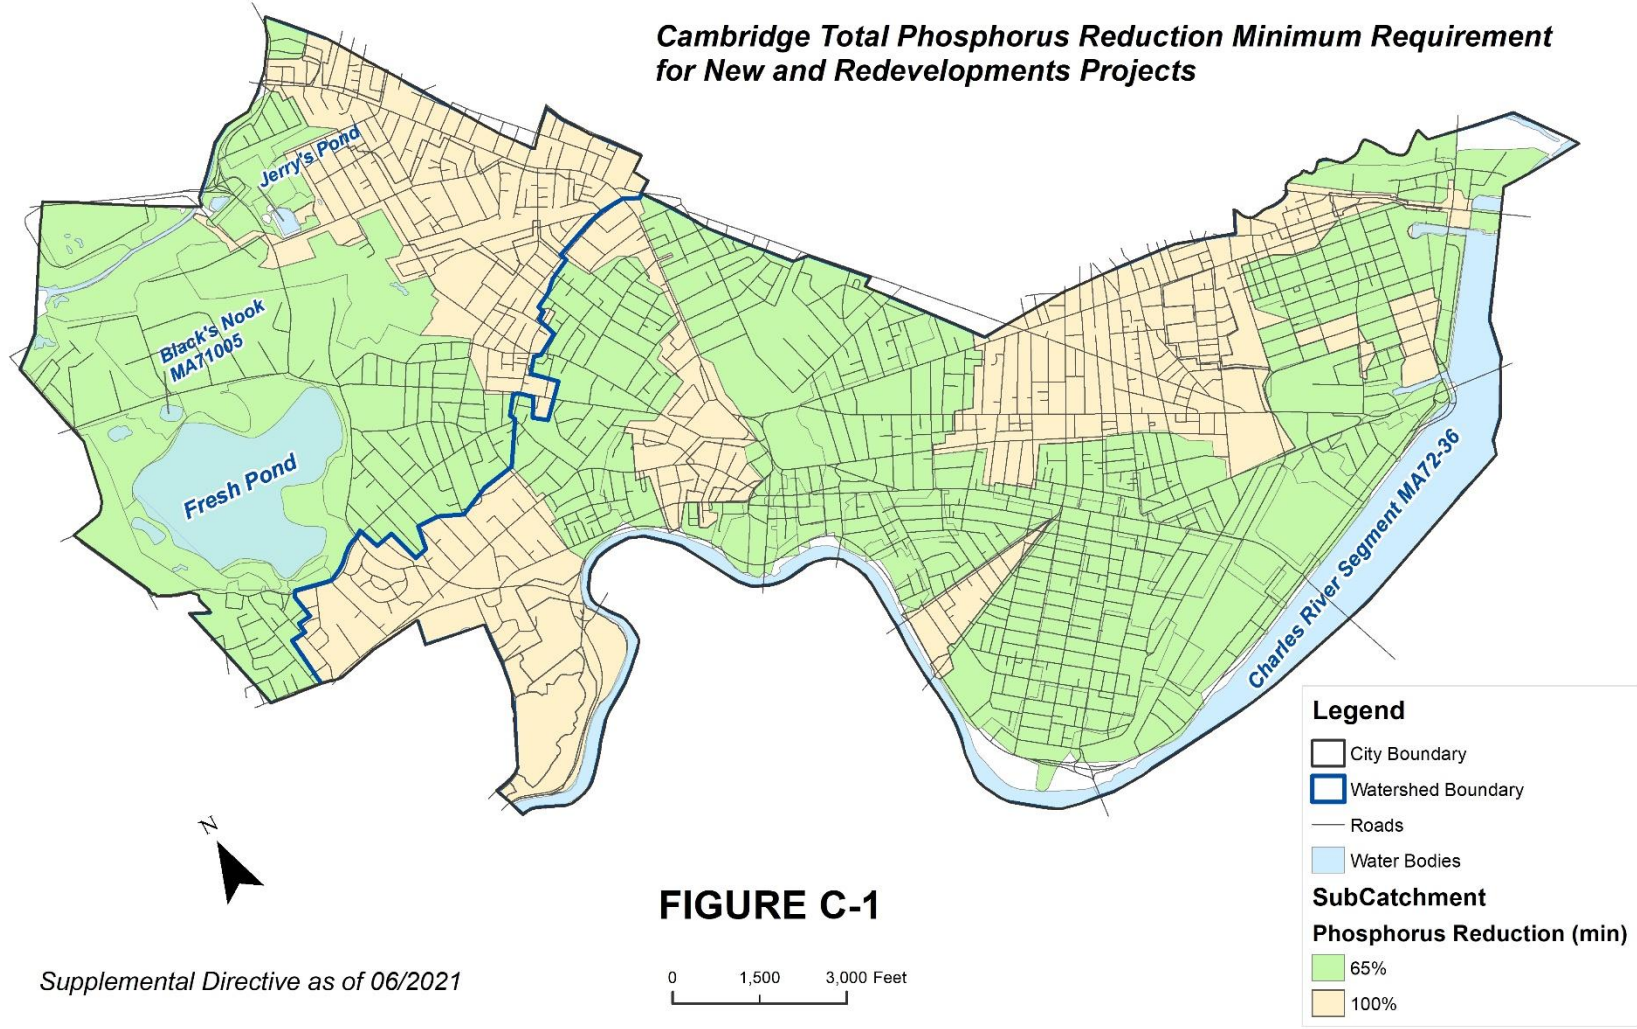 Cambridge Total Phosphorus Reduction Minimum Requirement
for New and Redevelopments Projects
Jerry's Pond
Black's Nook
MA71005
Fresh Pond
Charles River Segment MA72-36
Legend
City Boundary
Watershed Boundary
Roads
Water Bodies
SubCatchment
Phosphorus Reduction (min)
65%
100%
N
FIGURE C-1
Supplemental Directive as of 06/2021
0 1,500 3,000 Feet